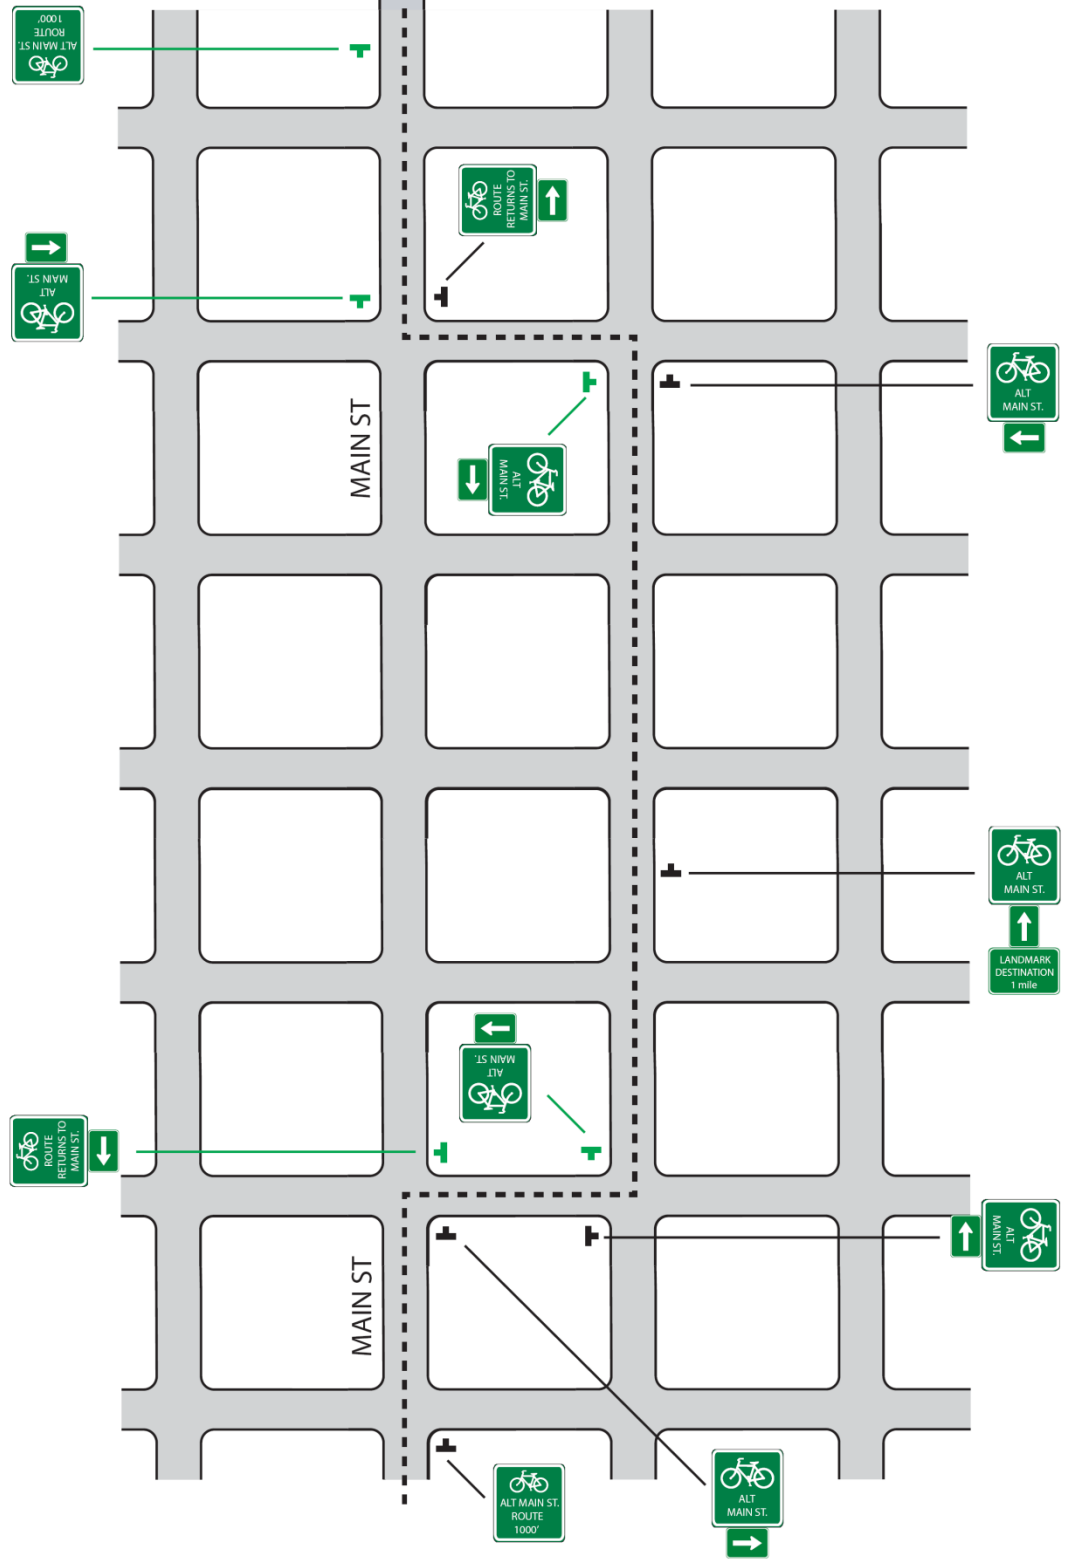 ALT MAIN ST.
ROUTE
1000'
ROUTE
RETURNS TO
MAIN ST.
ALT
MAIN ST.
ALT
MAIN ST.
MAIN ST
ALT
MAIN ST.
ALT
MAIN ST.
LANDMARK
DESTINATION
1 mile
ALT
MAIN ST.
ROUTE
RETURNS TO
MAIN ST.
ALT
MAIN ST.
MAIN ST
ALT
MAIN ST.
ALT MAIN ST.
ROUTE
1000'